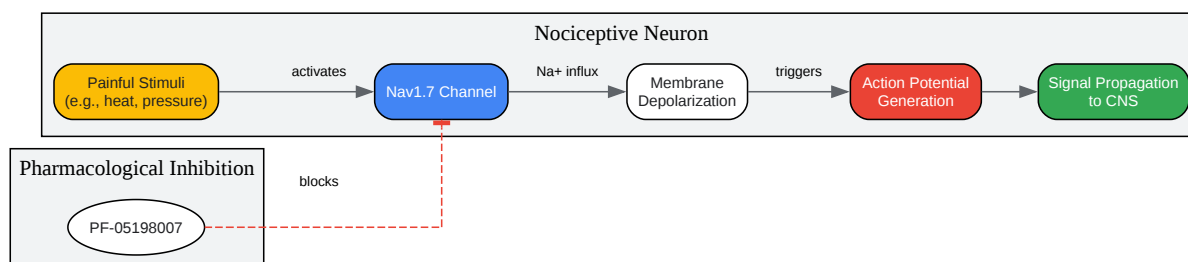 Nociceptive Neuron
Painful Stimuli
(e.g., heat, pressure)
activates
Nav1.7 Channel
Na+ influx
Membrane
Depolarization
triggers
Action Potential
Generation
Signal Propagation
to CNS
Pharmacological Inhibition
blocks
PF-05198007